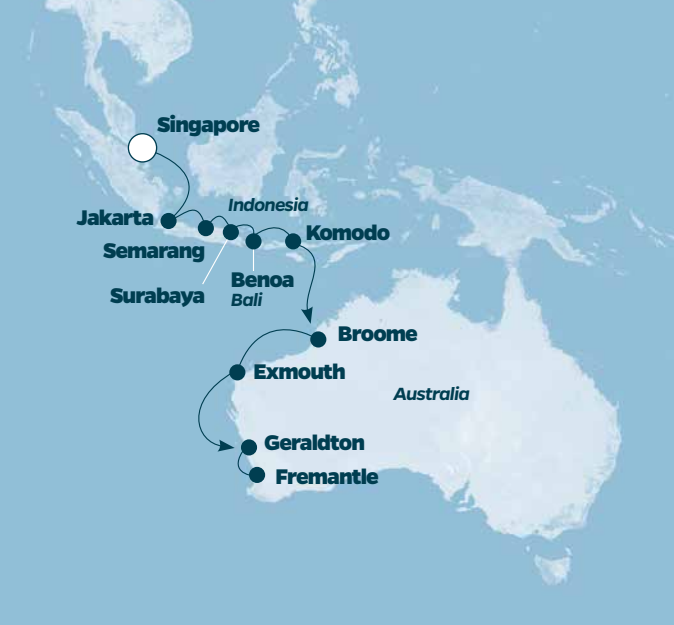 Singapore
Indonesia
Jakarta
Komodo
Semarang
Benoa
Bali
Surabaya
Broome
Exmouth
Australia
Geraldton
Fremantle